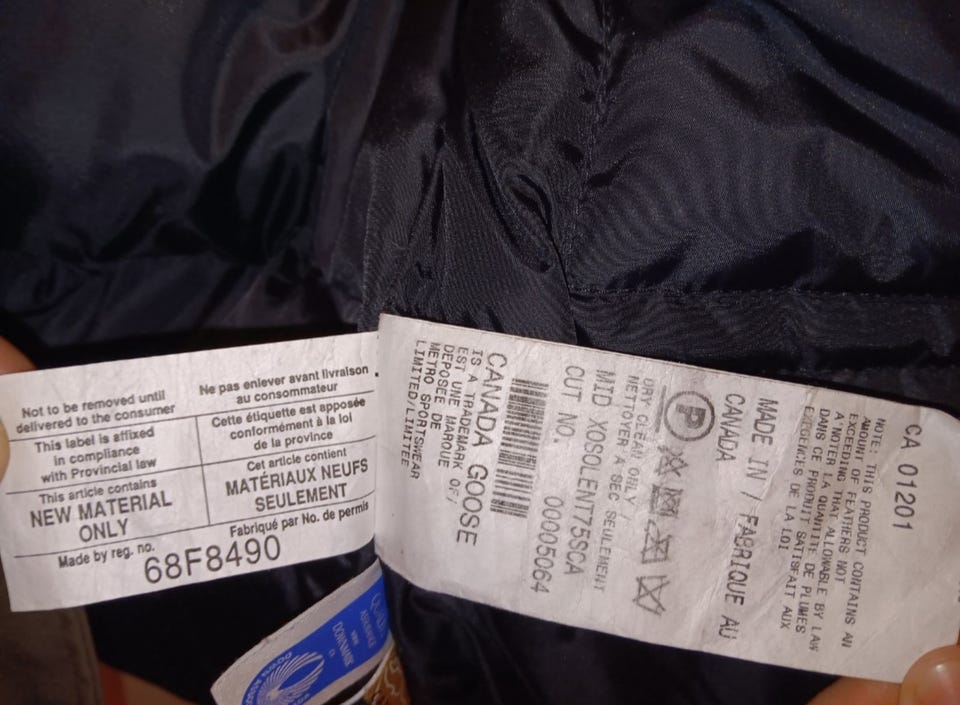 Not to be removed until
delivered to the consumer
Ne pas enlever avant livraison
au consommateur
This label is affixed
in compliance
with Provincial law
Cette étiquette est apposée
conformément à la loi
de la province
This article contains
NEW MATERIAL
ONLY
Cet article contient
MATÉRIAUX NEUFS
SEULEMENT
Made by reg. no.
Fabriqué par No. de permis
68F8490
CA 01201
NOTE: THIS PRODUCT CONTAINS AN
AMOUNT OF FEATHERS NOT
EXCEEDING THAT ALLOWABLE BY LAW
A NOTER LA QUANTITE DE PLUMES
DANS CE PRODUIT SATISFAIT AUX
EXIGENCES DE LA LOI
MADE IN / FABRIQUE AU
CANADA
P
DRY CLEAN ONLY /
NETTOYER A SEC SEULEMENT
MID XOSOLENT75SCA
CUT NO. 00005064
CANADA GOOSE
IS A TRADEMARK OF/
EST UNE MARQUE
DEPOSEE DE
METRO SPORTSWEAR
LIMITED/LIMITEE
DOWNMARK